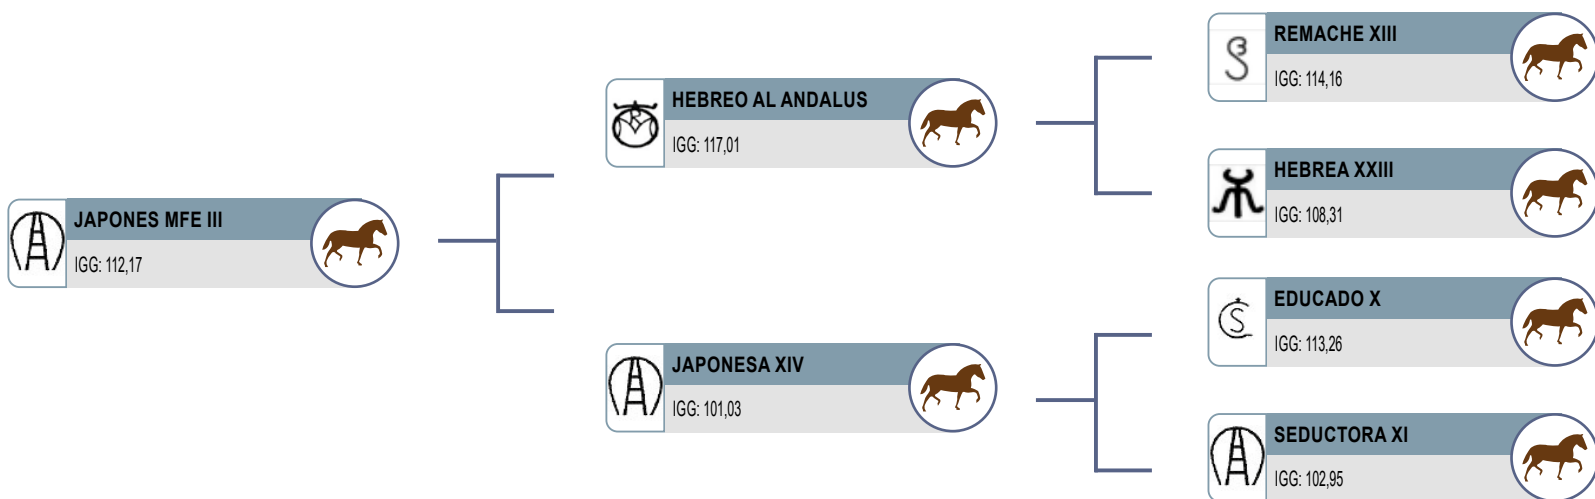 JAPONES MFE III
IGG: 112,17
HEBREO AL ANDALUS
IGG: 117,01
JAPONESA XIV
IGG: 101,03
REMACHE XIII
IGG: 114,16
HEBREA XXIII
IGG: 108,31
EDUCADO X
IGG: 113,26
SEDUCTORA XI
IGG: 102,95